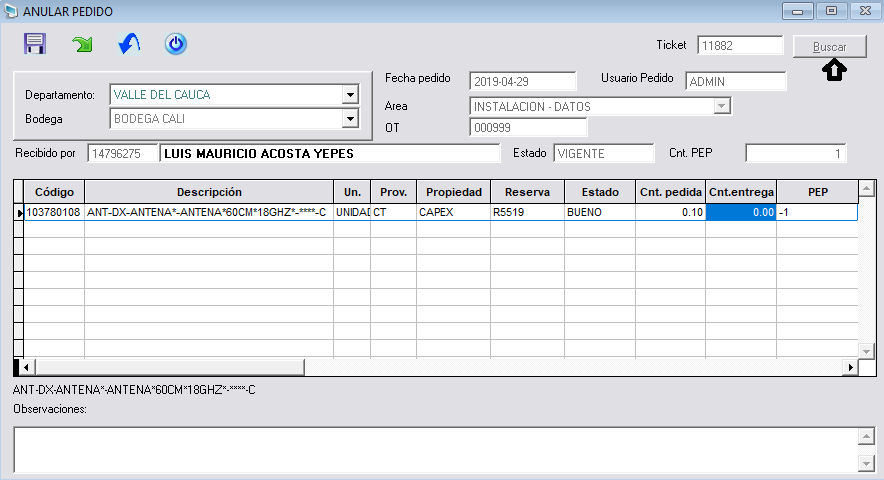 ANULAR PEDIDO
Ticket 11882 Buscar
Departamento: VALLE DEL CAUCA
Bodega BODEGA CALI
Fecha pedido 2019-04-29 Usuario Pedido ADMIN
Area INSTALACION - DATOS
OT 000999
Recibido por 14796275 LUIS MAURICIO ACOSTA YEPES Estado VIGENTE Cnt. PEP 1
Código Descripción Un. Prov. Propiedad Reserva Estado Cnt. pedida Cnt.entrega PEP
103780108 ANT-DX-ANTENA*-ANTENA*60CM*18GHZ*-****-C UNIDAD CT CAPEX R5519 BUENO 0.10 0.00 -1
ANT-DX-ANTENA*-ANTENA*60CM*18GHZ*-****-C
Observaciones: